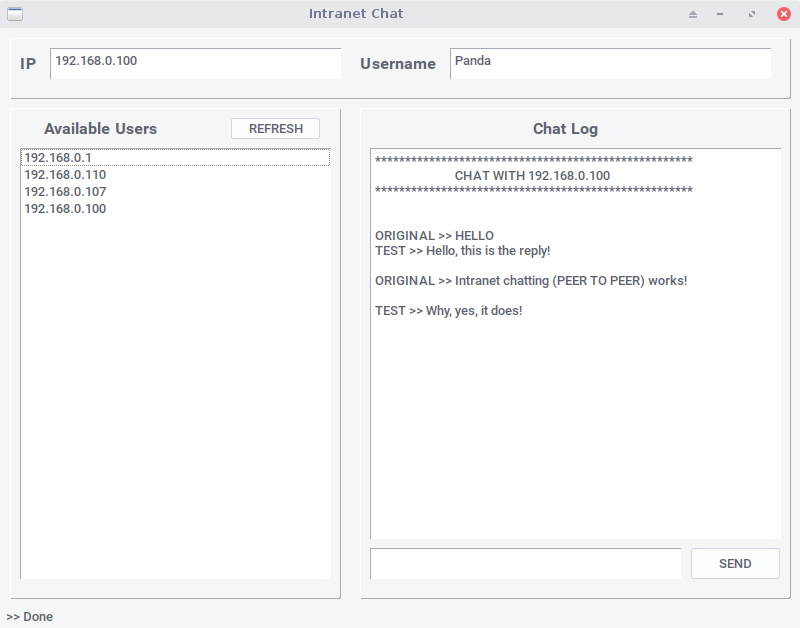 Intranet Chat
IP
192.168.0.100
Username
Panda
Available Users
REFRESH
192.168.0.1
192.168.0.110
192.168.0.107
192.168.0.100
Chat Log
*****************************************************
CHAT WITH 192.168.0.100
*****************************************************
ORIGINAL >> HELLO
TEST >> Hello, this is the reply!
ORIGINAL >> Intranet chatting (PEER TO PEER) works!
TEST >> Why, yes, it does!
SEND
>> Done